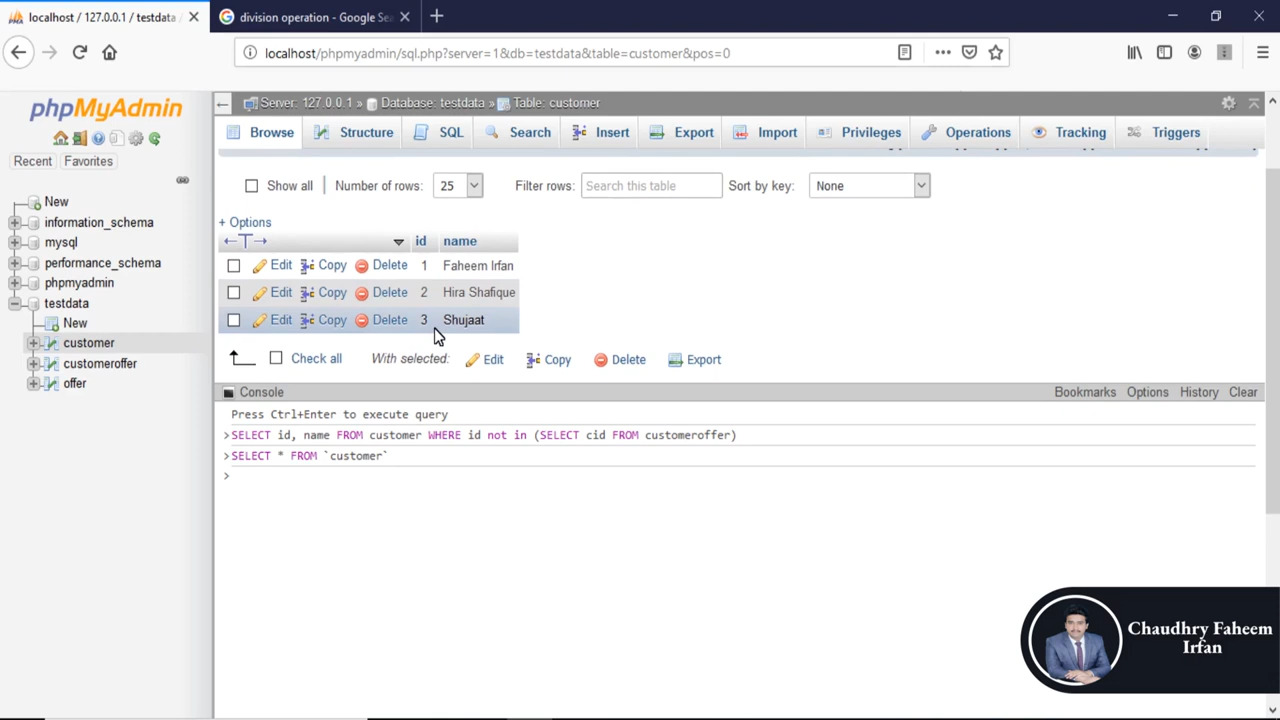 localhost / 127.0.0.1 / testdata /
division operation - Google Se
localhost/phpmyadmin/sql.php?server=1&db=testdata&table=customer&pos=0
phpMyAdmin
Recent Favorites
New
information_schema
mysql
performance_schema
phpmyadmin
testdata
New
customer
customeroffer
offer
Server: 127.0.0.1 » Database: testdata » Table: customer
Browse Structure SQL Search Insert Export Import Privileges Operations Tracking Triggers
Show all Number of rows: 25 Filter rows: Search this table Sort by key: None
+ Options
id name
Edit Copy Delete 1 Faheem Irfan
Edit Copy Delete 2 Hira Shafique
Edit Copy Delete 3 Shujaat
Check all With selected: Edit Copy Delete Export
Console Bookmarks Options History Clear
Press Ctrl+Enter to execute query
>SELECT id, name FROM customer WHERE id not in (SELECT cid FROM customeroffer)
>SELECT * FROM `customer`
>
Chaudhry Faheem
Irfan